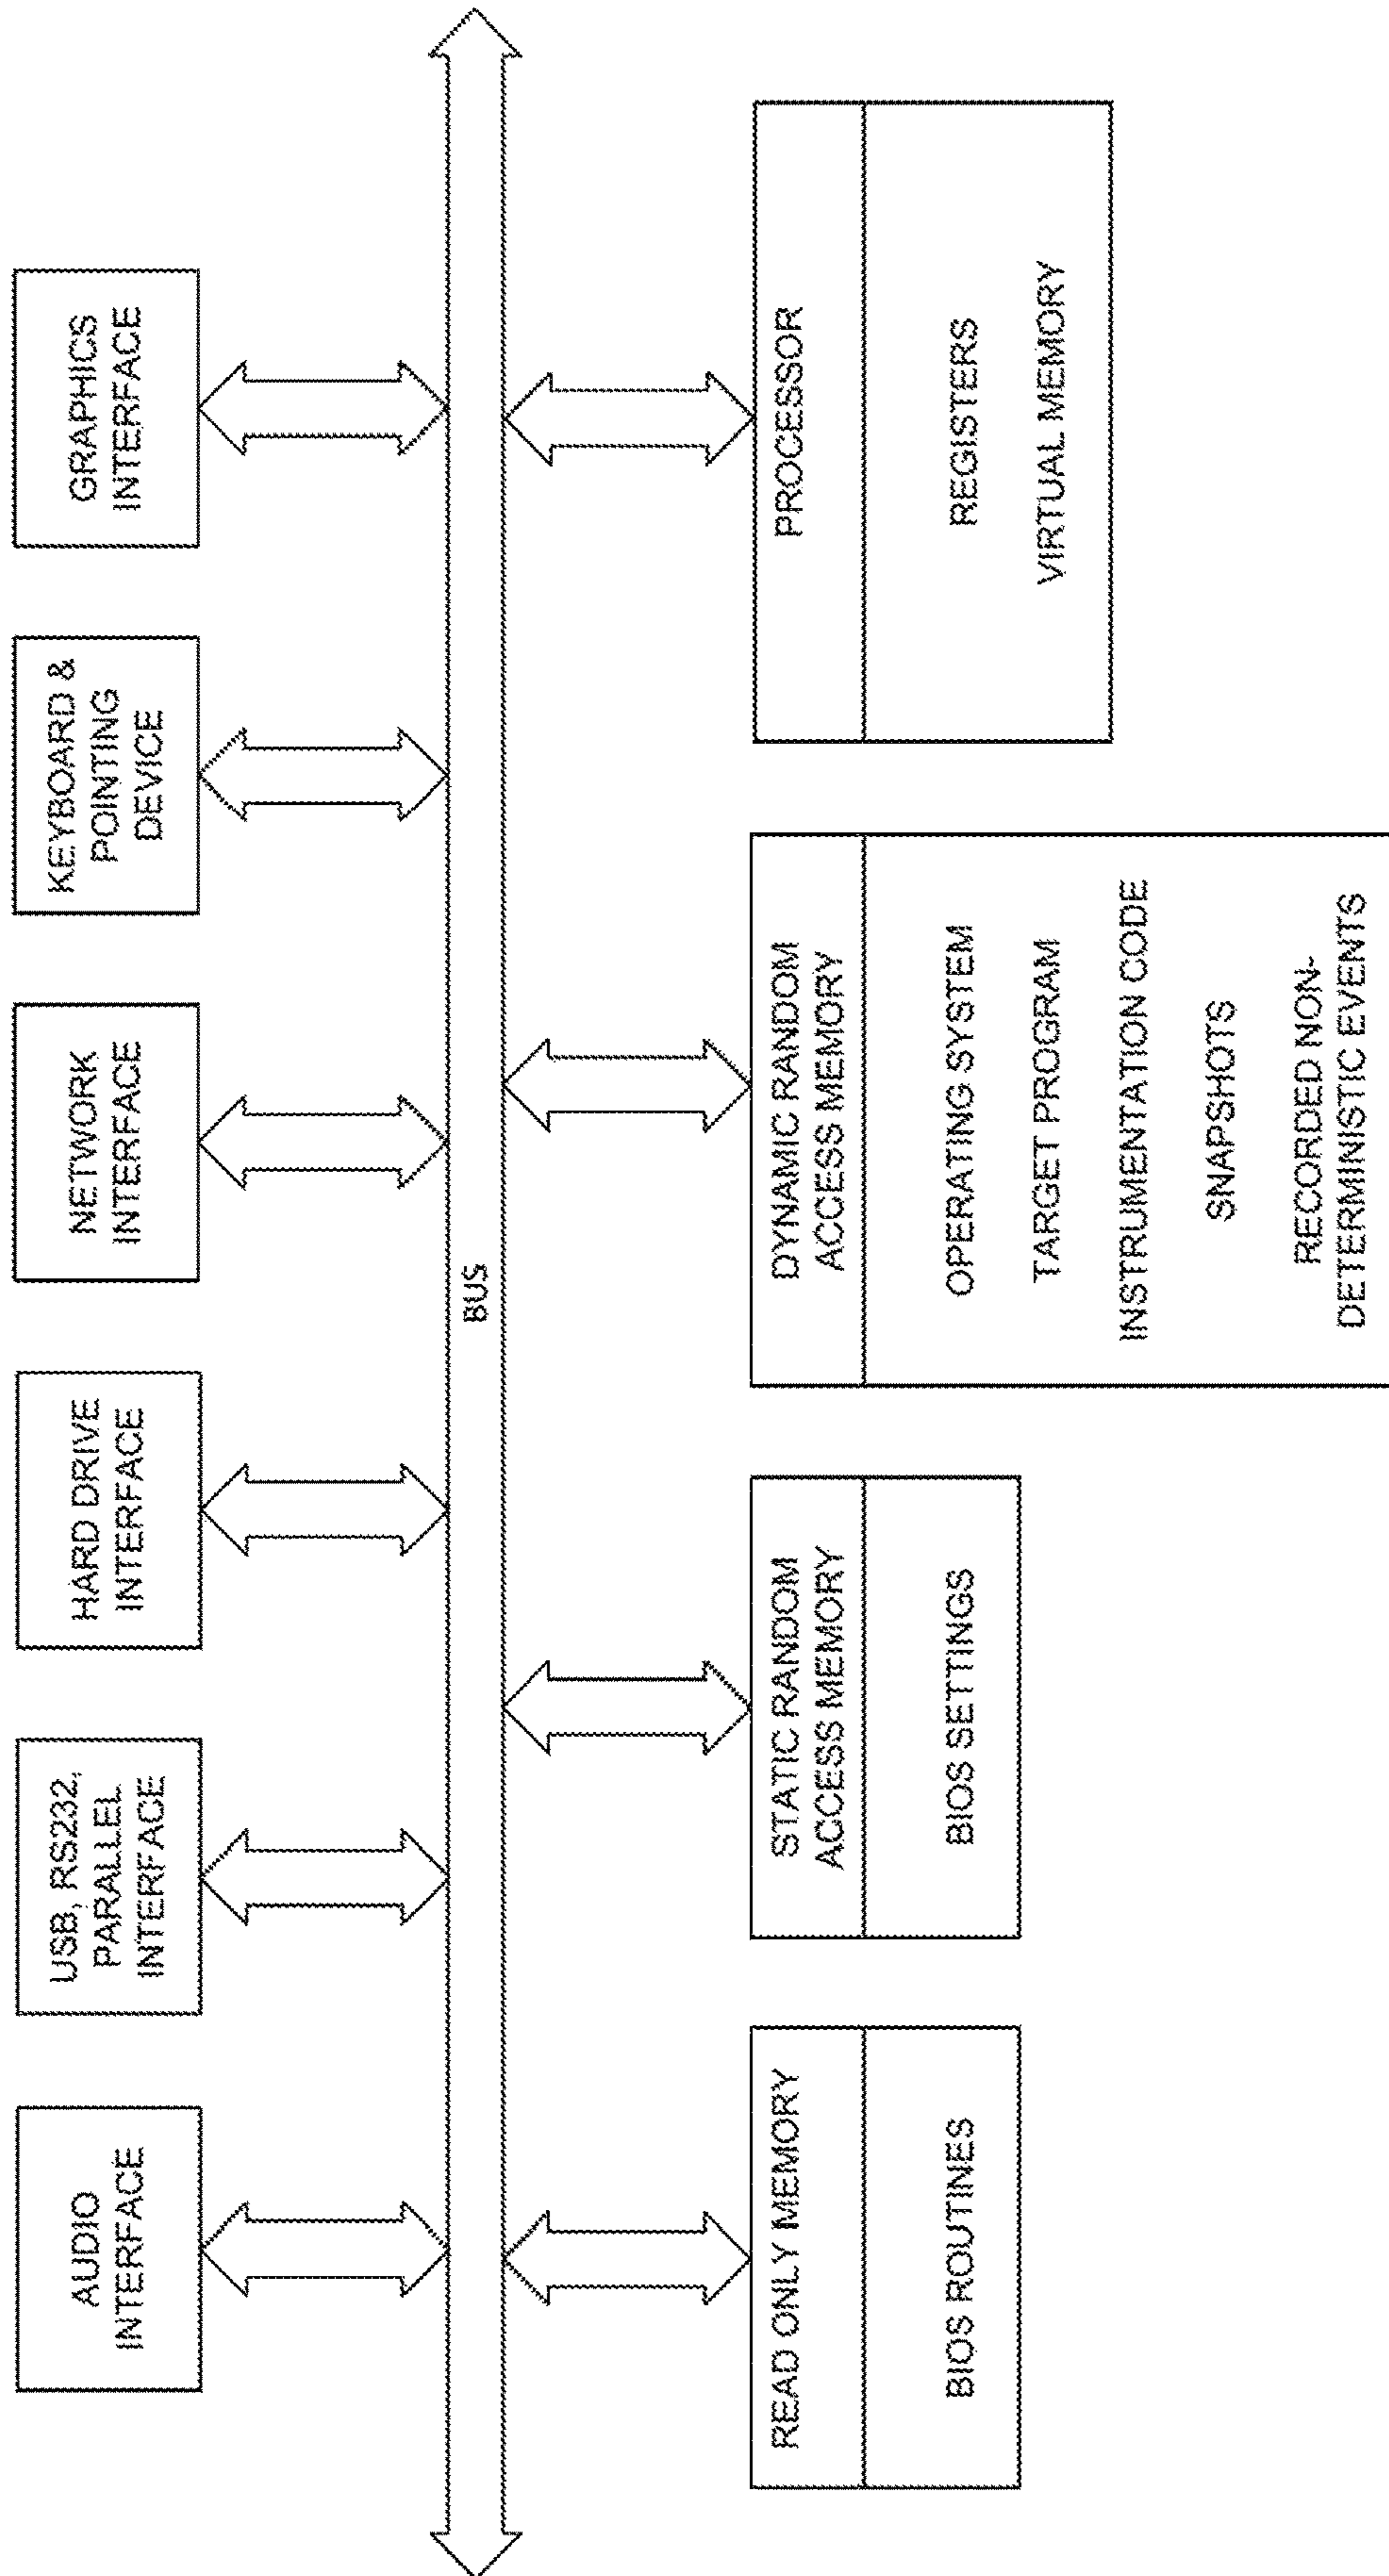 AUDIO
INTERFACE
USB, RS232,
PARALLEL
INTERFACE
HARD DRIVE
INTERFACE
NETWORK
INTERFACE
KEYBOARD &
POINTING
DEVICE
GRAPHICS
INTERFACE
BUS
READ ONLY MEMORY
BIOS ROUTINES
STATIC RANDOM
ACCESS MEMORY
BIOS SETTINGS
DYNAMIC RANDOM
ACCESS MEMORY
OPERATING SYSTEM
TARGET PROGRAM
INSTRUMENTATION CODE
SNAPSHOTS
RECORDED NON-
DETERMINISTIC EVENTS
PROCESSOR
REGISTERS
VIRTUAL MEMORY